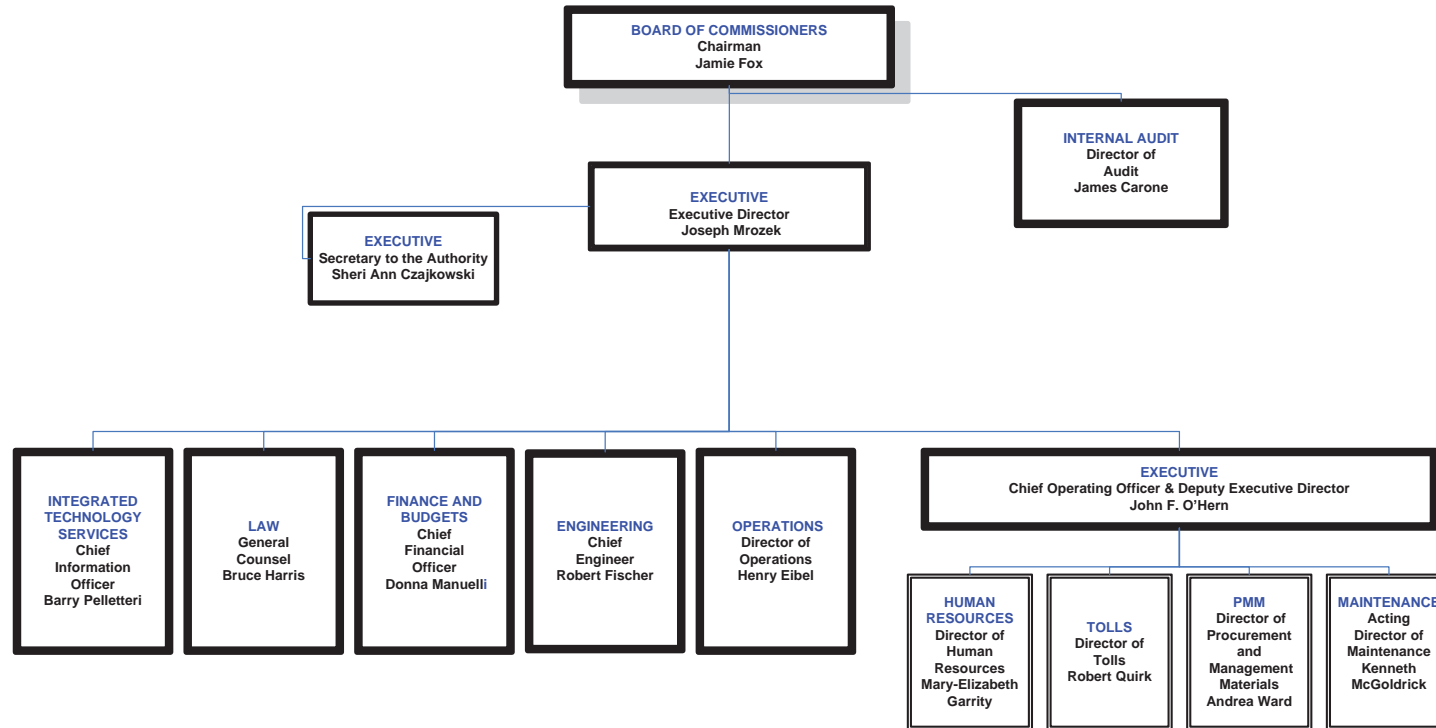 BOARD OF COMMISSIONERS
Chairman
Jamie Fox
INTERNAL AUDIT
Director of
Audit
James Carone
EXECUTIVE
Executive Director
Joseph Mrozek
EXECUTIVE
Secretary to the Authority
Sheri Ann Czajkowski
INTEGRATED
TECHNOLOGY
SERVICES
Chief
Information
Officer
Barry Pelletteri
LAW
General
Counsel
Bruce Harris
FINANCE AND
BUDGETS
Chief
Financial
Officer
Donna Manuelli
ENGINEERING
Chief
Engineer
Robert Fischer
OPERATIONS
Director of
Operations
Henry Eibel
EXECUTIVE
Chief Operating Officer & Deputy Executive Director
John F. O’Hern
HUMAN
RESOURCES
Director of
Human
Resources
Mary-Elizabeth
Garrity
TOLLS
Director of
Tolls
Robert Quirk
PMM
Director of
Procurement
and
Management
Materials
Andrea Ward
MAINTENANCE
Acting
Director of
Maintenance
Kenneth
McGoldrick